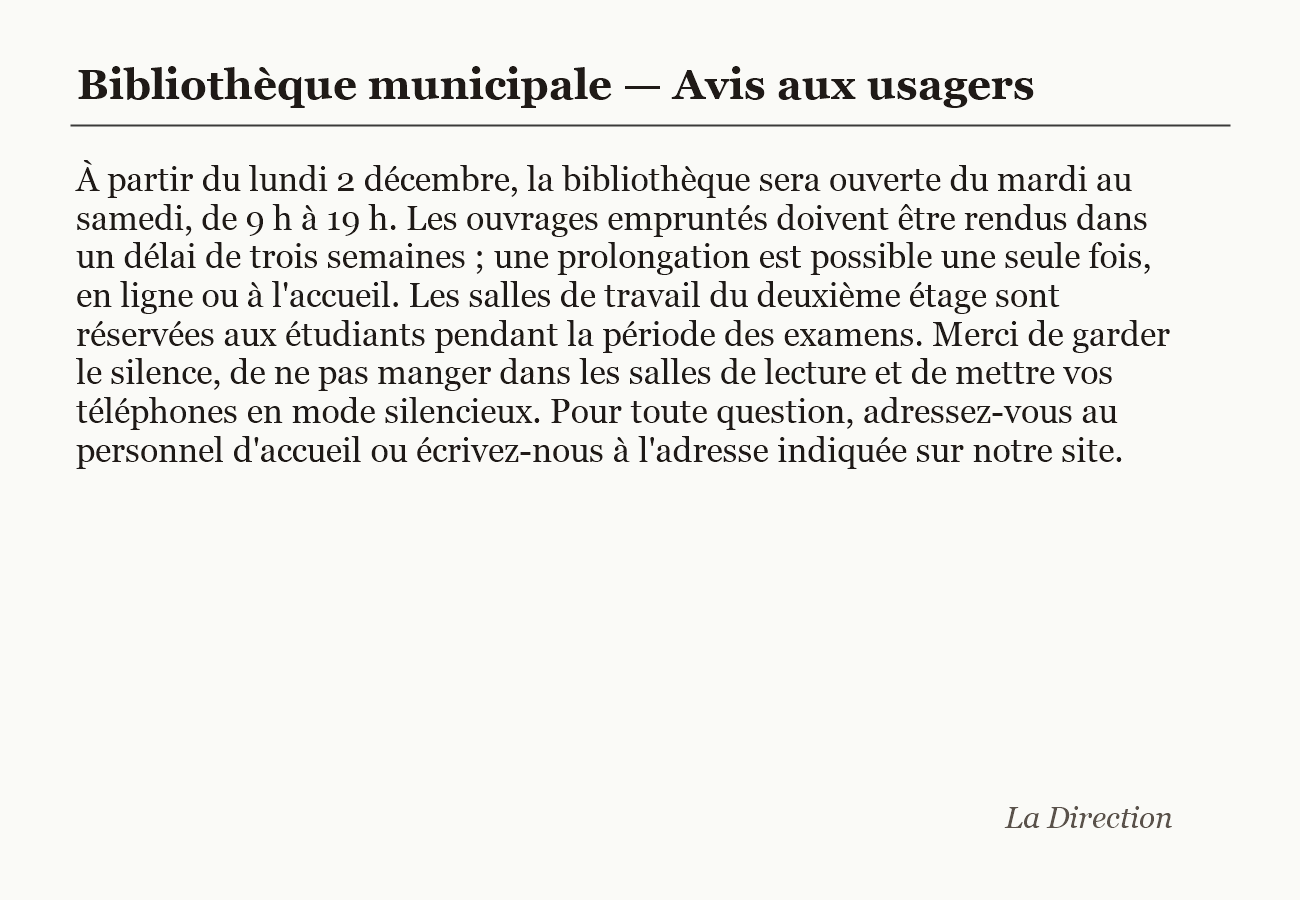 Bibliothèque municipale — Avis aux usagers
À partir du lundi 2 décembre, la bibliothèque sera ouverte du mardi au
samedi, de 9 h à 19 h. Les ouvrages empruntés doivent être rendus dans
un délai de trois semaines ; une prolongation est possible une seule fois,
en ligne ou à l'accueil. Les salles de travail du deuxième étage sont
réservées aux étudiants pendant la période des examens. Merci de garder
le silence, de ne pas manger dans les salles de lecture et de mettre vos
téléphones en mode silencieux. Pour toute question, adressez-vous au
personnel d'accueil ou écrivez-nous à l'adresse indiquée sur notre site.
La Direction